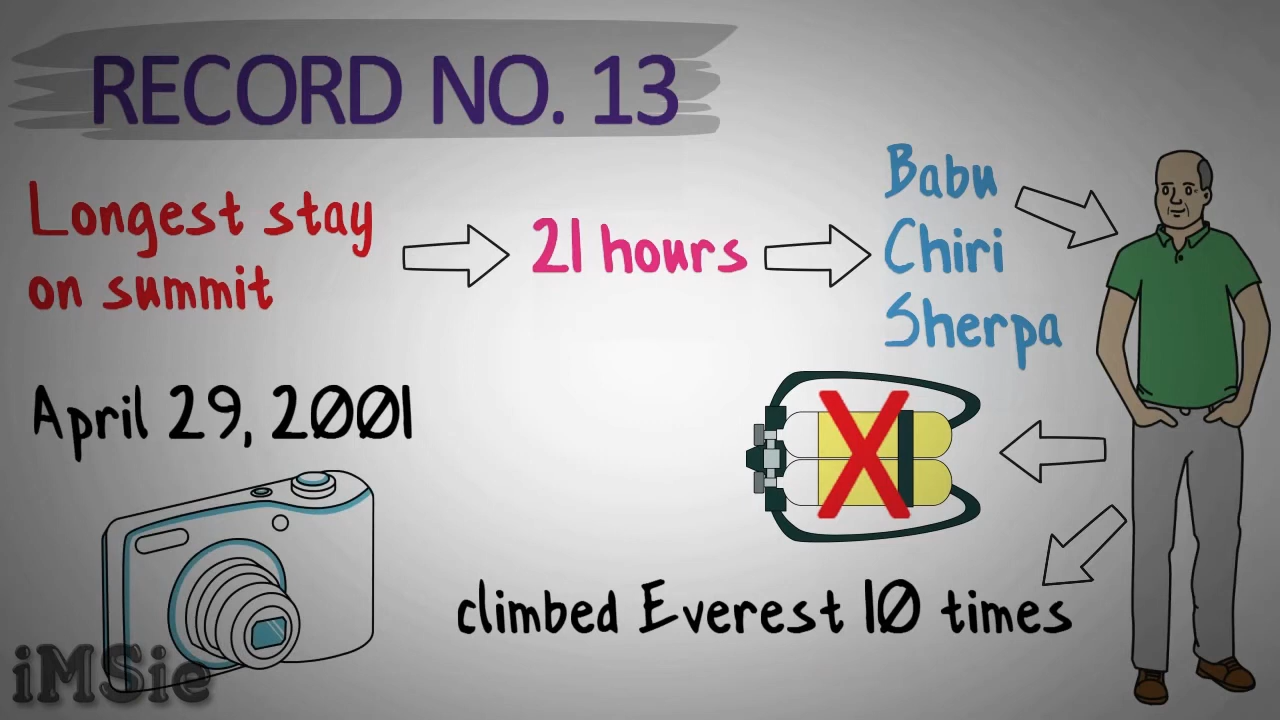 RECORD NO. 13
Longest stay
on summit
21 hours
Babu
Chiri
Sherpa
April 29, 2001
climbed Everest 10 times
iMSie